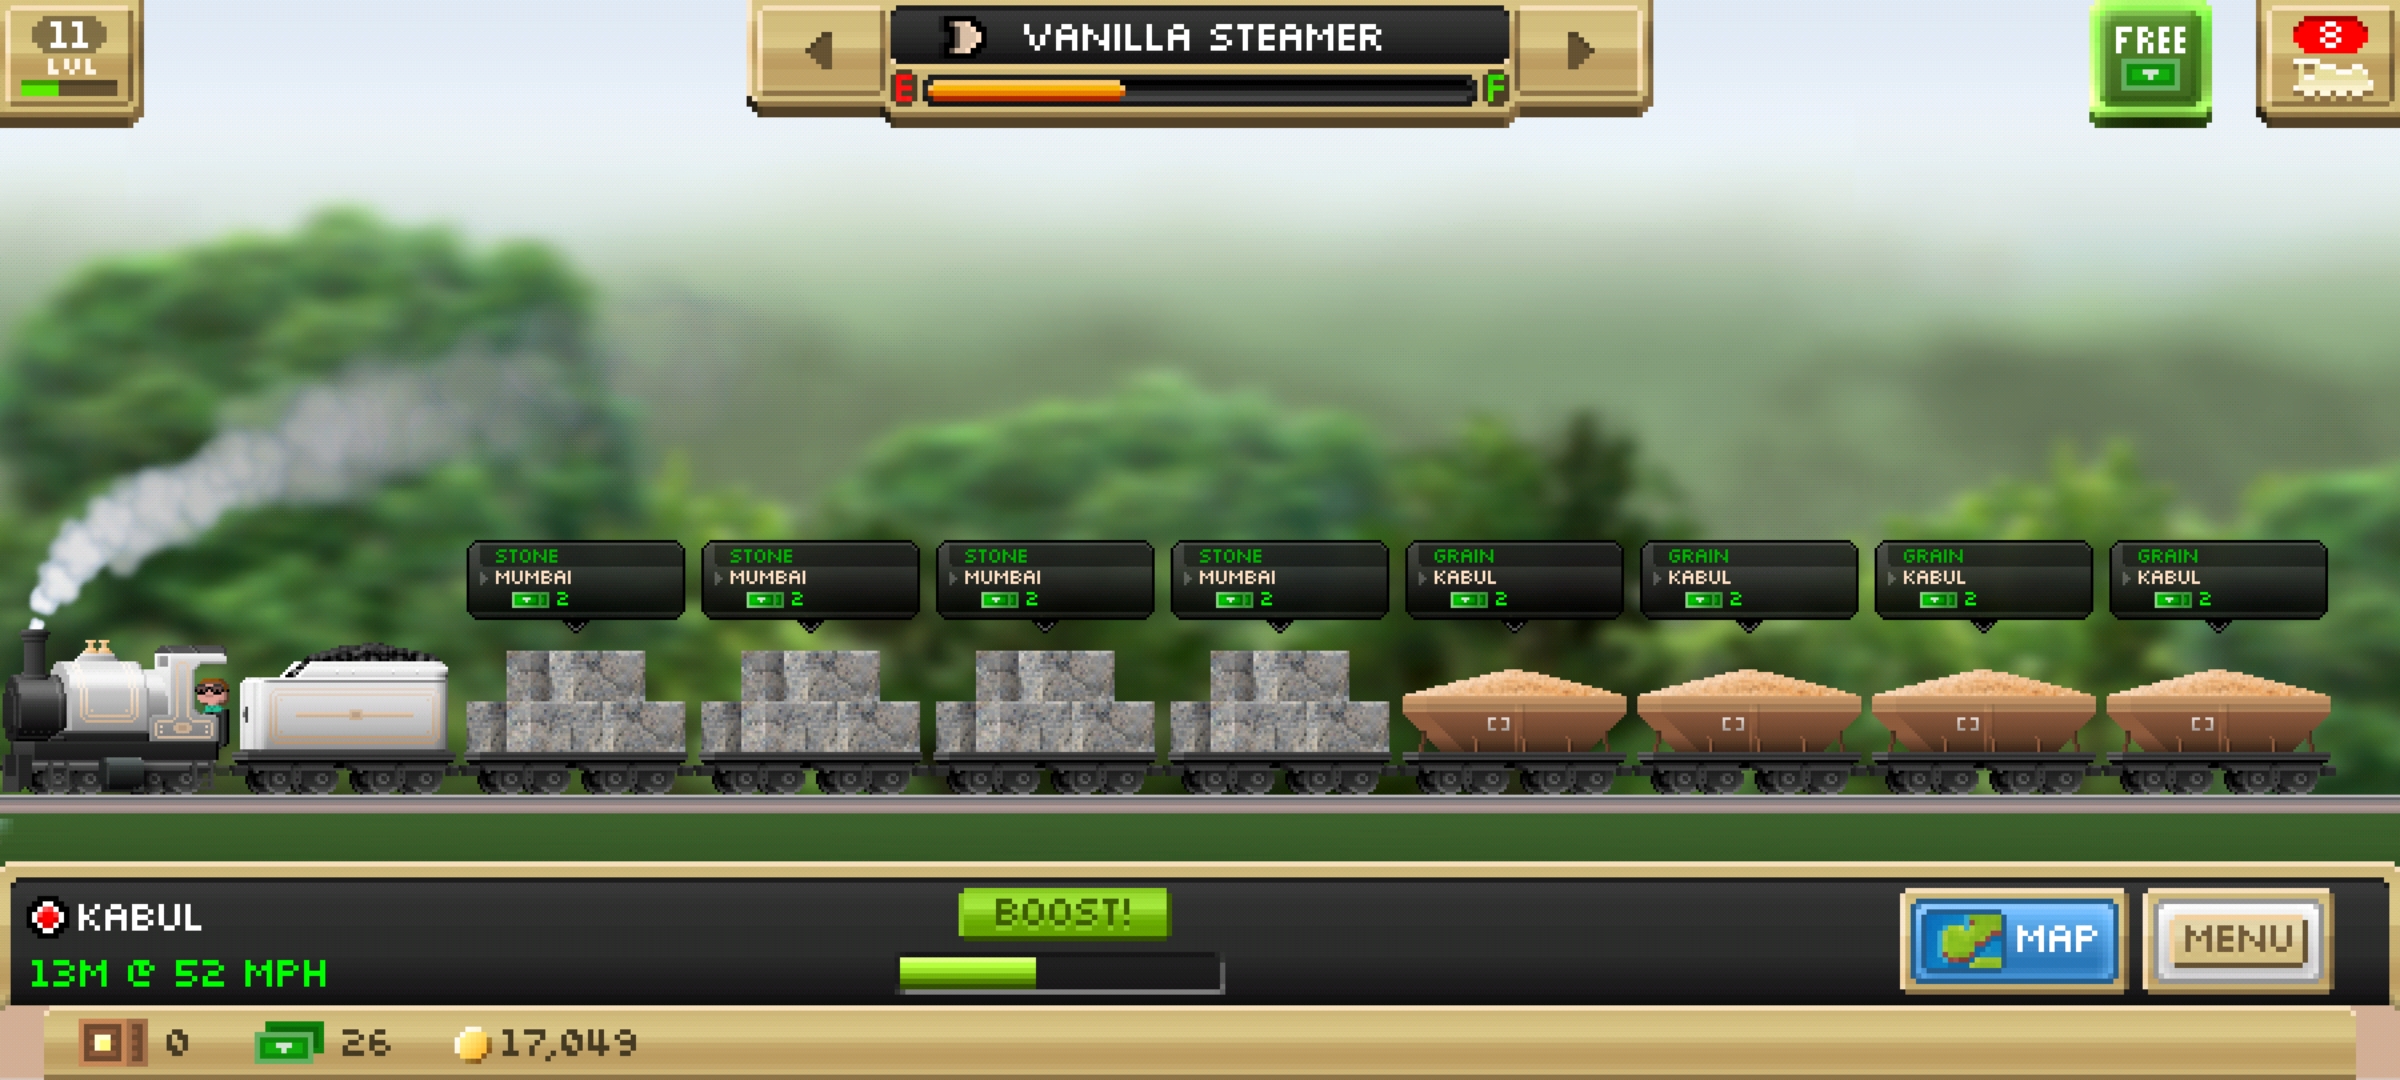 11
LVL
VANILLA STEAMER
E
F
FREE
8
STONE
MUMBAI
2
STONE
MUMBAI
2
STONE
MUMBAI
2
STONE
MUMBAI
2
GRAIN
KABUL
2
GRAIN
KABUL
2
GRAIN
KABUL
2
GRAIN
KABUL
2
KABUL
13M @ 52 MPH
BOOST!
MAP
MENU
0
26
17,049